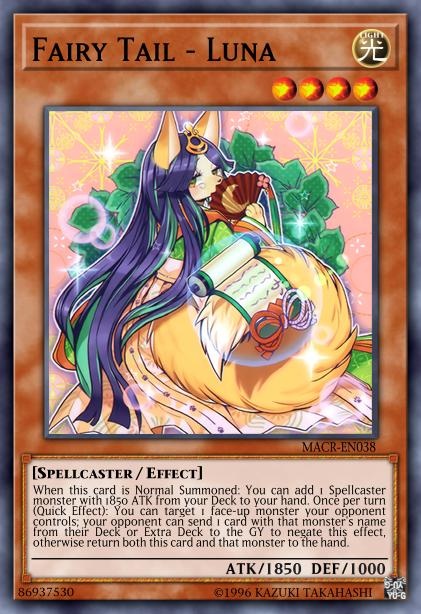 FAIRY TAIL - LUNA
LIGHT
光
MACR-EN038
[SPELLCASTER / EFFECT]
When this card is Normal Summoned: You can add 1 Spellcaster
monster with 1850 ATK from your Deck to your hand. Once per turn
(Quick Effect): You can target 1 face-up monster your opponent
controls; your opponent can send 1 card with that monster's name
from their Deck or Extra Deck to the GY to negate this effect,
otherwise return both this card and that monster to the hand.
ATK/1850 DEF/1000
86937530
©1996 KAZUKI TAKAHASHI